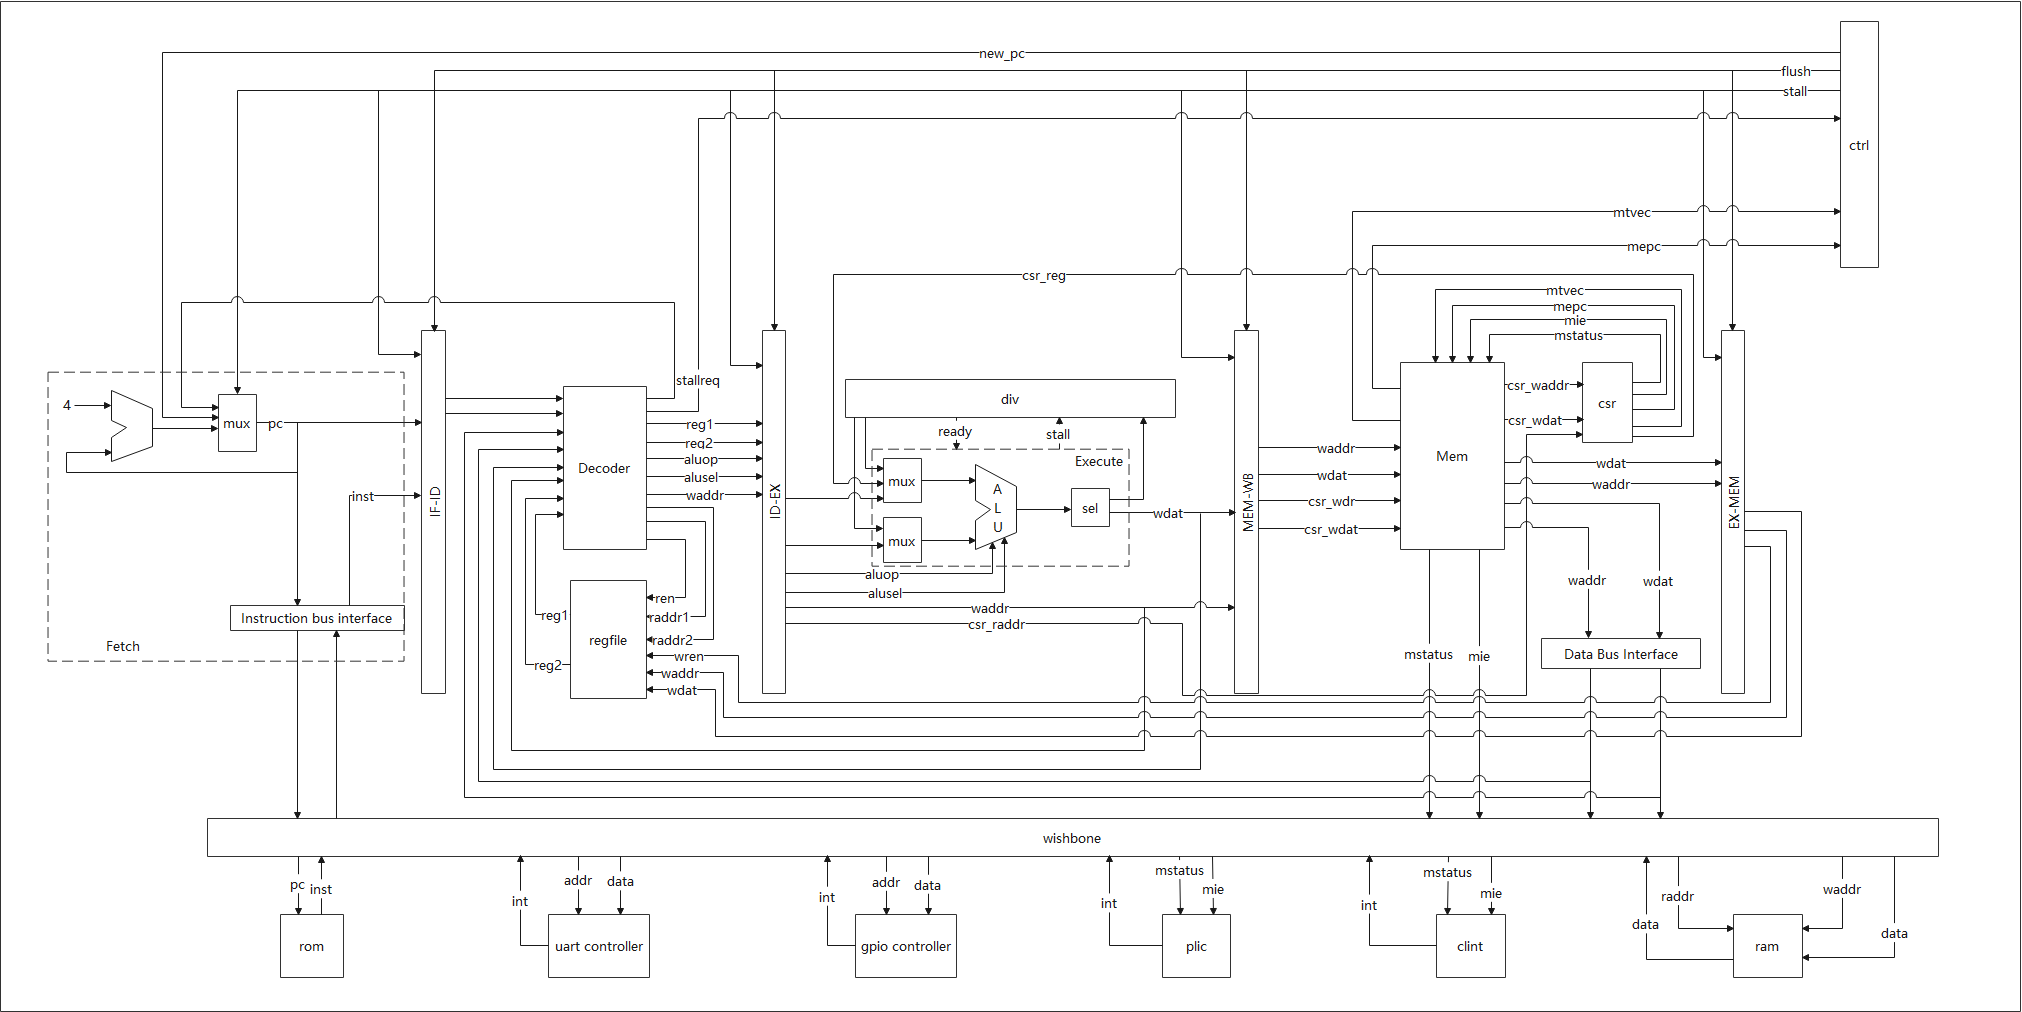 new_pc
flush
stall
ctrl
mtvec
mepc
csr_reg
mtvec
mepc
mie
mstatus
stallreq
4
mux
pc
inst
Instruction bus interface
Fetch
IF-ID
Decoder
reg1
reg2
aluop
alusel
waddr
reg1
reg2
regfile
ren
raddr1
raddr2
wren
waddr
wdat
ID-EX
div
ready
stall
Execute
mux
mux
A
L
U
sel
wdat
aluop
alusel
waddr
csr_raddr
MEM-WB
waddr
wdat
csr_wdr
csr_wdat
Mem
csr_waddr
csr_wdat
csr
wdat
waddr
EX-MEM
waddr
wdat
mstatus
mie
Data Bus Interface
wishbone
pc
inst
rom
int
addr
data
uart controller
int
addr
data
gpio controller
int
mstatus
mie
plic
int
mstatus
mie
clint
data
raddr
waddr
data
ram